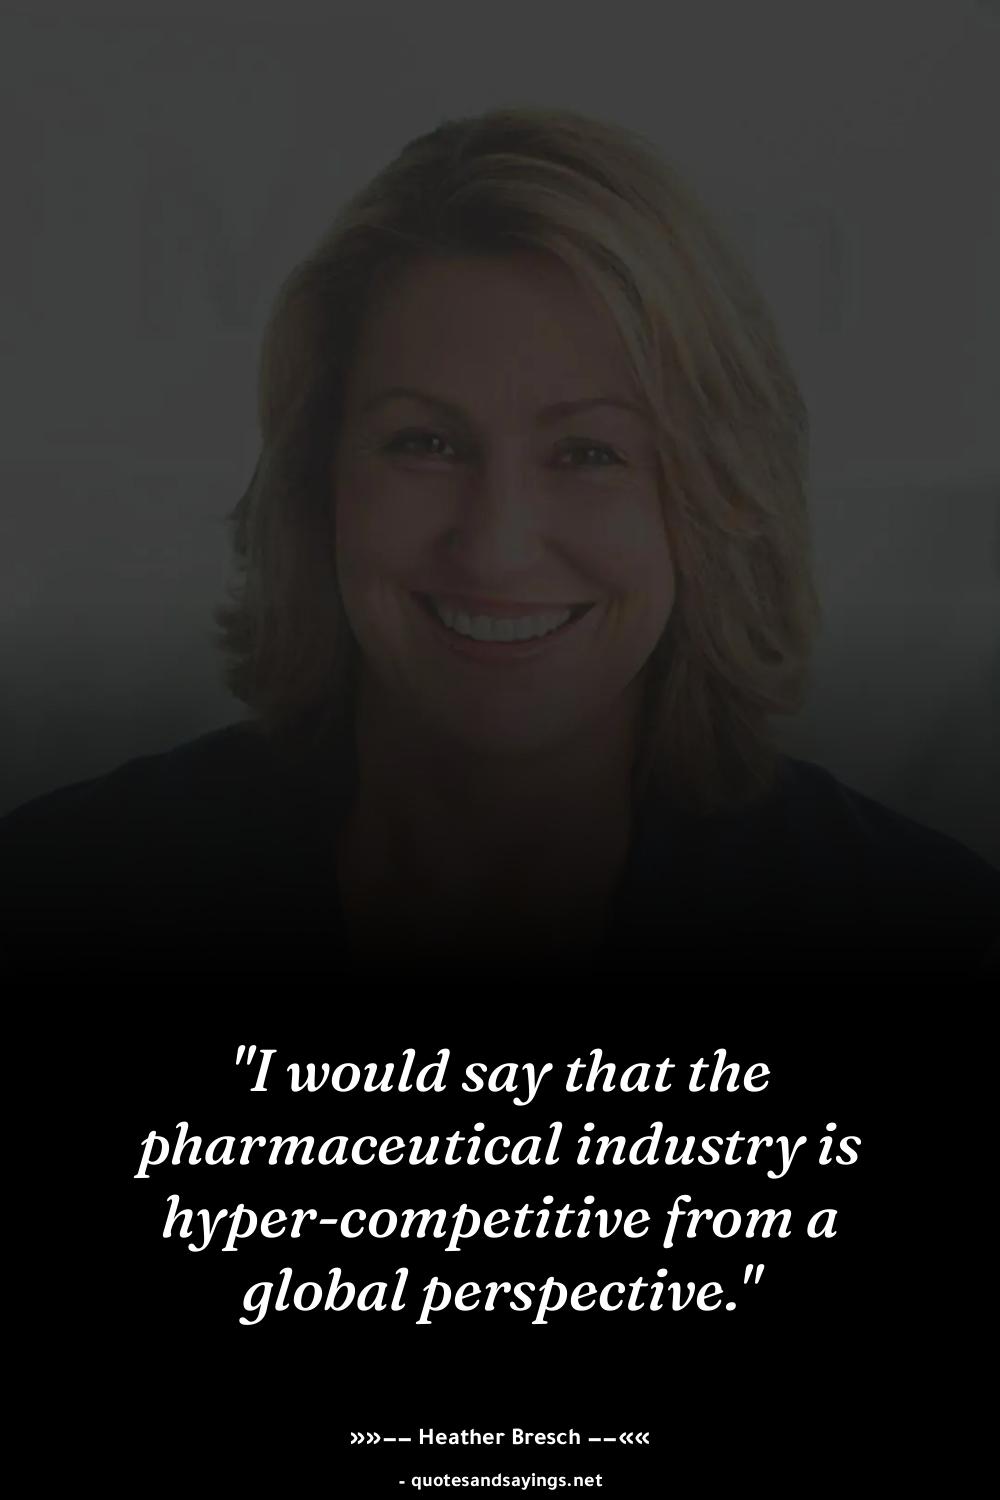 "I would say that the
pharmaceutical industry is
hyper-competitive from a
global perspective."
»»–– Heather Bresch ––««
- quotesandsayings.net